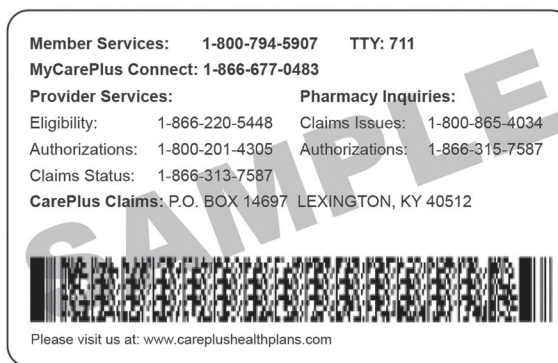 Member Services: 1-800-794-5907 TTY: 711
MyCarePlus Connect: 1-866-677-0483
Provider Services: Pharmacy Inquiries:
Eligibility: 1-866-220-5448 Claims Issues: 1-800-865-4034
Authorizations: 1-800-201-4305 Authorizations: 1-866-315-7587
Claims Status: 1-866-313-7587
CarePlus Claims: P.O. BOX 14697 LEXINGTON, KY 40512
SAMPLE
Please visit us at: www.careplushealthplans.com